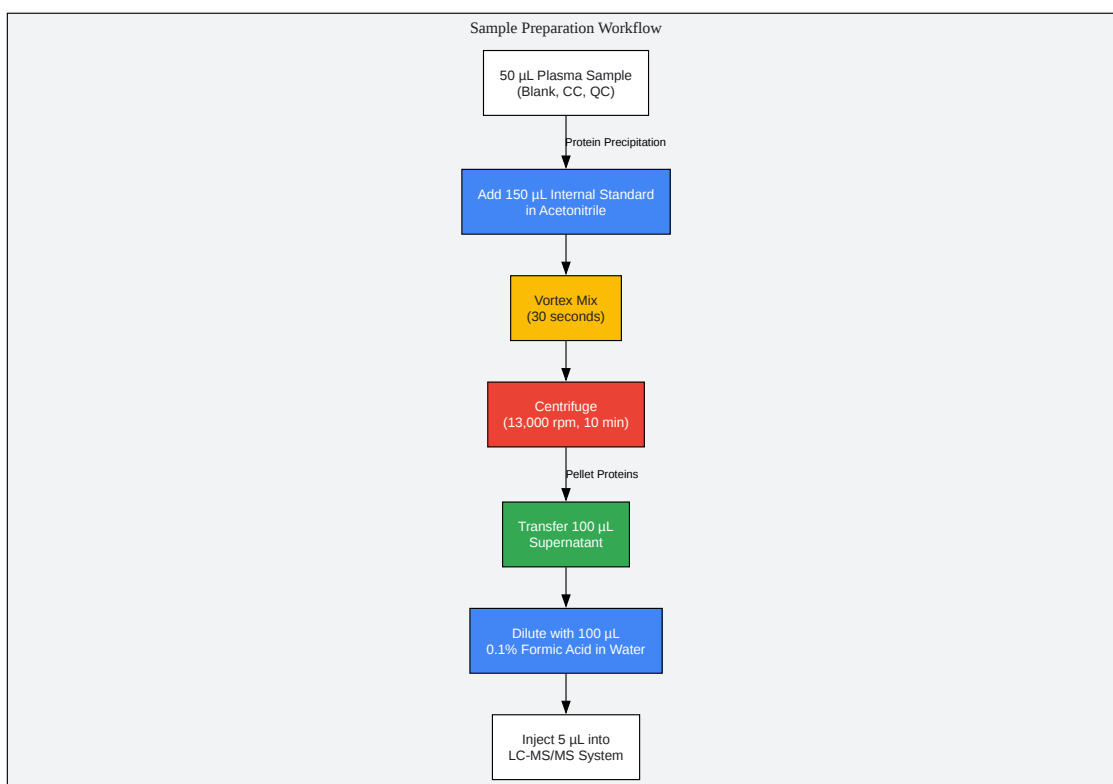 Sample Preparation Workflow
50 µL Plasma Sample
(Blank, CC, QC)
Protein Precipitation
Add 150 µL Internal Standard
in Acetonitrile
Vortex Mix
(30 seconds)
Centrifuge
(13,000 rpm, 10 min)
Pellet Proteins
Transfer 100 µL
Supernatant
Dilute with 100 µL
0.1% Formic Acid in Water
Inject 5 µL into
LC-MS/MS System